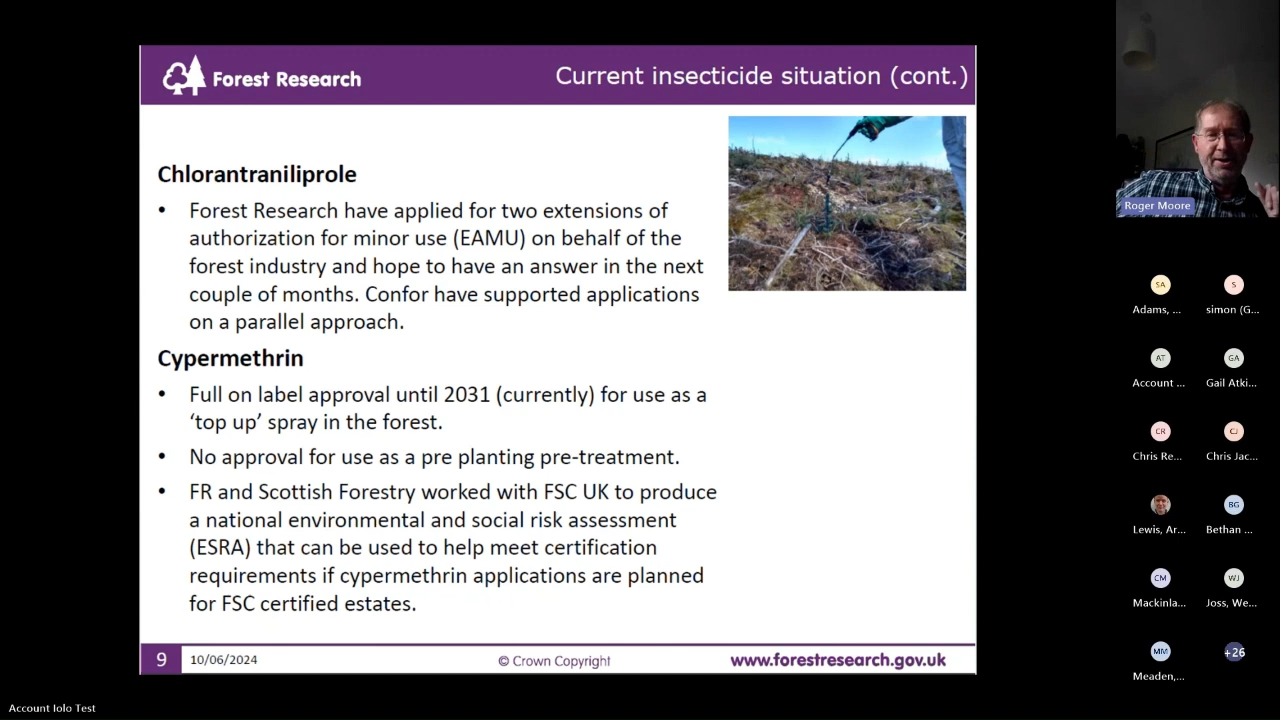 Forest Research
Current insecticide situation (cont.)
Chlorantraniliprole
• Forest Research have applied for two extensions of
authorization for minor use (EAMU) on behalf of the
forest industry and hope to have an answer in the next
couple of months. Confor have supported applications
on a parallel approach.
Cypermethrin
• Full on label approval until 2031 (currently) for use as a
‘top up’ spray in the forest.
• No approval for use as a pre planting pre-treatment.
• FR and Scottish Forestry worked with FSC UK to produce
a national environmental and social risk assessment
(ESRA) that can be used to help meet certification
requirements if cypermethrin applications are planned
for FSC certified estates.
9
10/06/2024
© Crown Copyright
www.forestresearch.gov.uk
Roger Moore
SA
S
Adams, ...
simon (G...
AT
GA
Account ...
Gail Atki...
CR
CJ
Chris Re...
Chris Jac...
BG
Lewis, Ar...
Bethan ...
CM
WJ
Mackinla...
Joss, We...
MM
+26
Meaden,...
Account Iolo Test